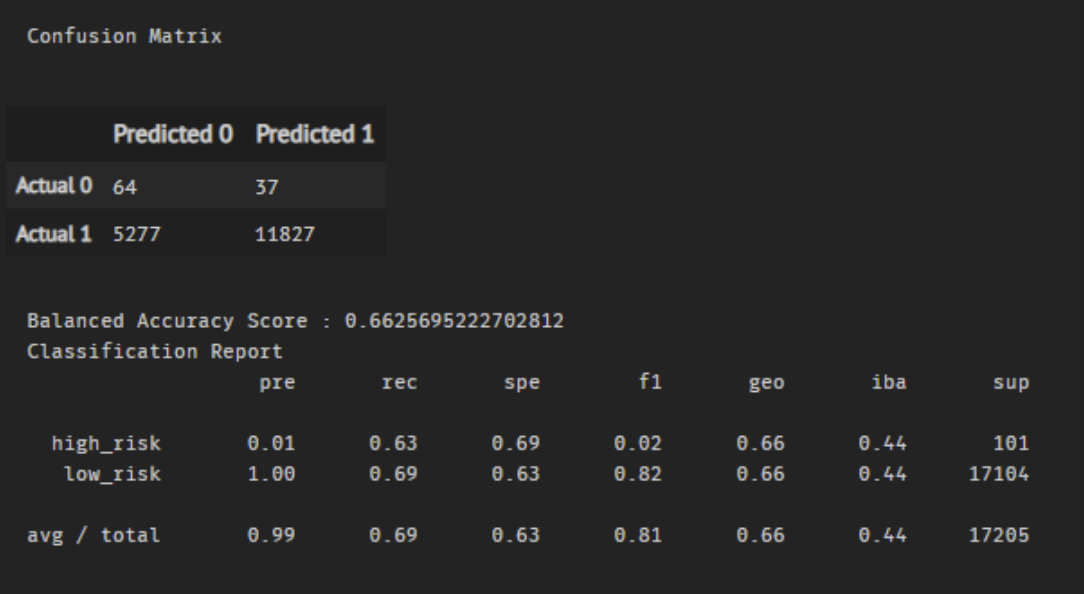 Confusion Matrix
Predicted 0 Predicted 1
Actual 0 64 37
Actual 1 5277 11827
Balanced Accuracy Score : 0.6625695222702812
Classification Report
pre rec spe f1 geo iba sup
high_risk 0.01 0.63 0.69 0.02 0.66 0.44 101
low_risk 1.00 0.69 0.63 0.82 0.66 0.44 17104
avg / total 0.99 0.69 0.63 0.81 0.66 0.44 17205